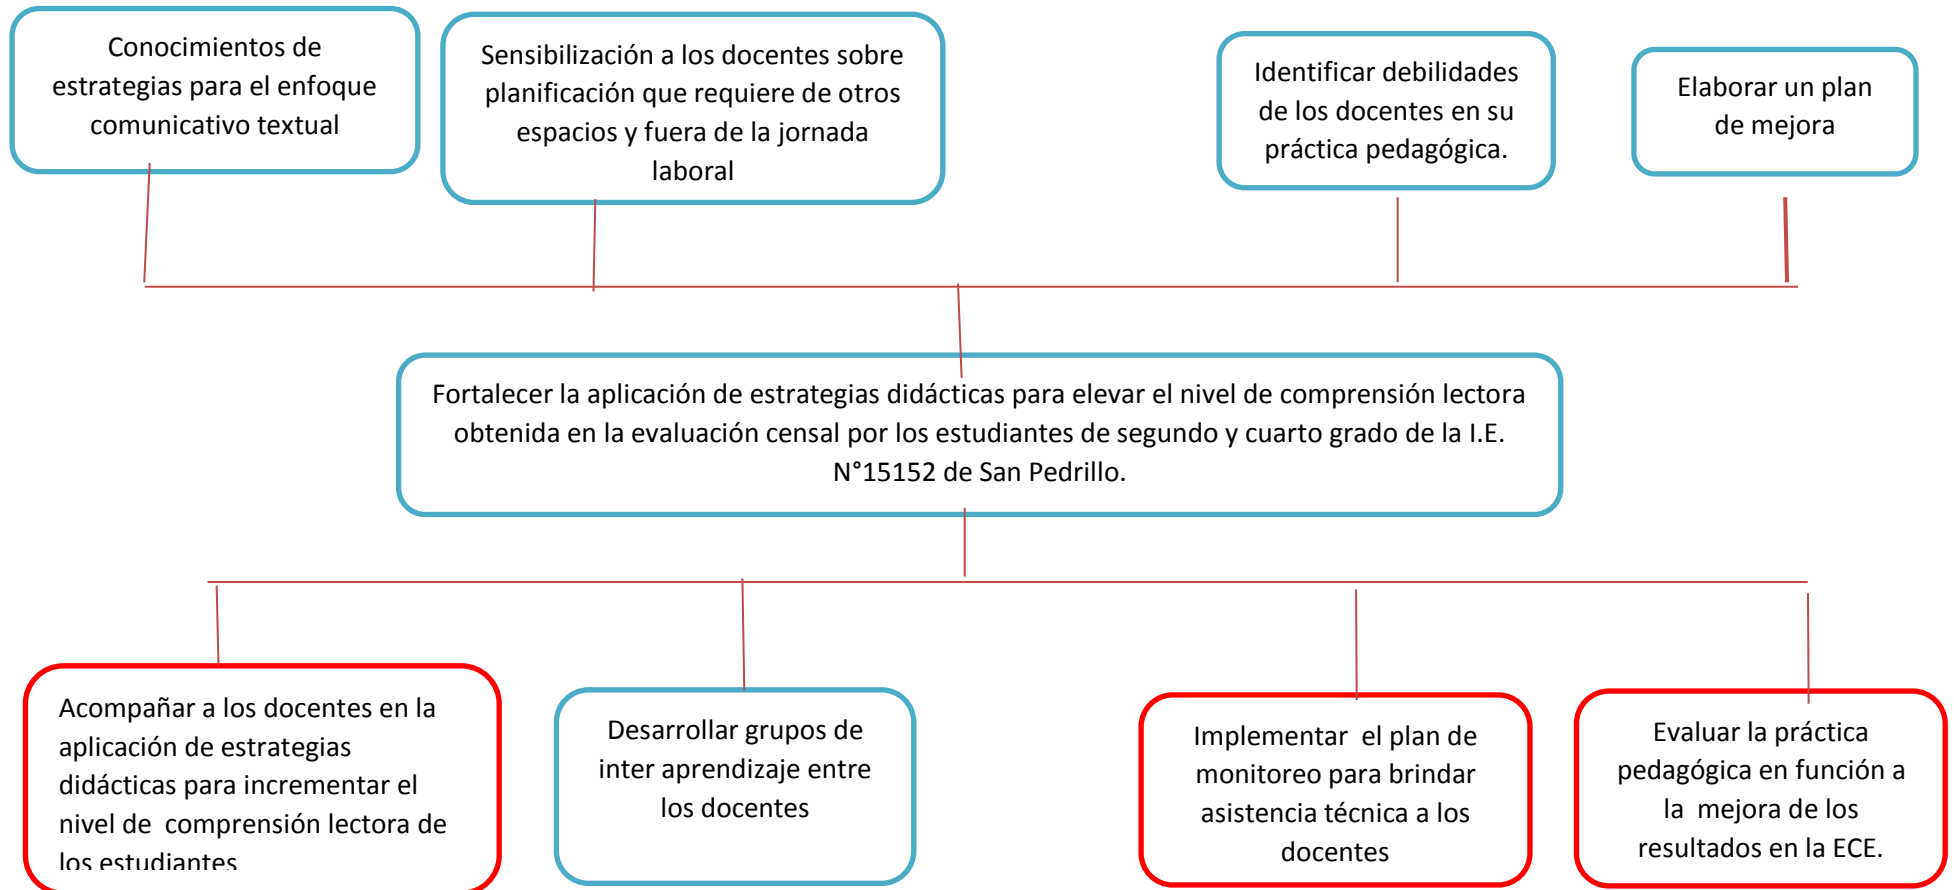 Conocimientos de
estrategias para el enfoque
comunicativo textual
Sensibilización a los docentes sobre
planificación que requiere de otros
espacios y fuera de la jornada
laboral
Identificar debilidades
de los docentes en su
práctica pedagógica.
Elaborar un plan
de mejora
Fortalecer la aplicación de estrategias didácticas para elevar el nivel de comprensión lectora
obtenida en la evaluación censal por los estudiantes de segundo y cuarto grado de la I.E.
N°15152 de San Pedrillo.
Acompañar a los docentes en la
aplicación de estrategias
didácticas para incrementar el
nivel de comprensión lectora de
los estudiantes
Desarrollar grupos de
inter aprendizaje entre
los docentes
Implementar el plan de
monitoreo para brindar
asistencia técnica a los
docentes
Evaluar la práctica
pedagógica en función a
la mejora de los
resultados en la ECE.